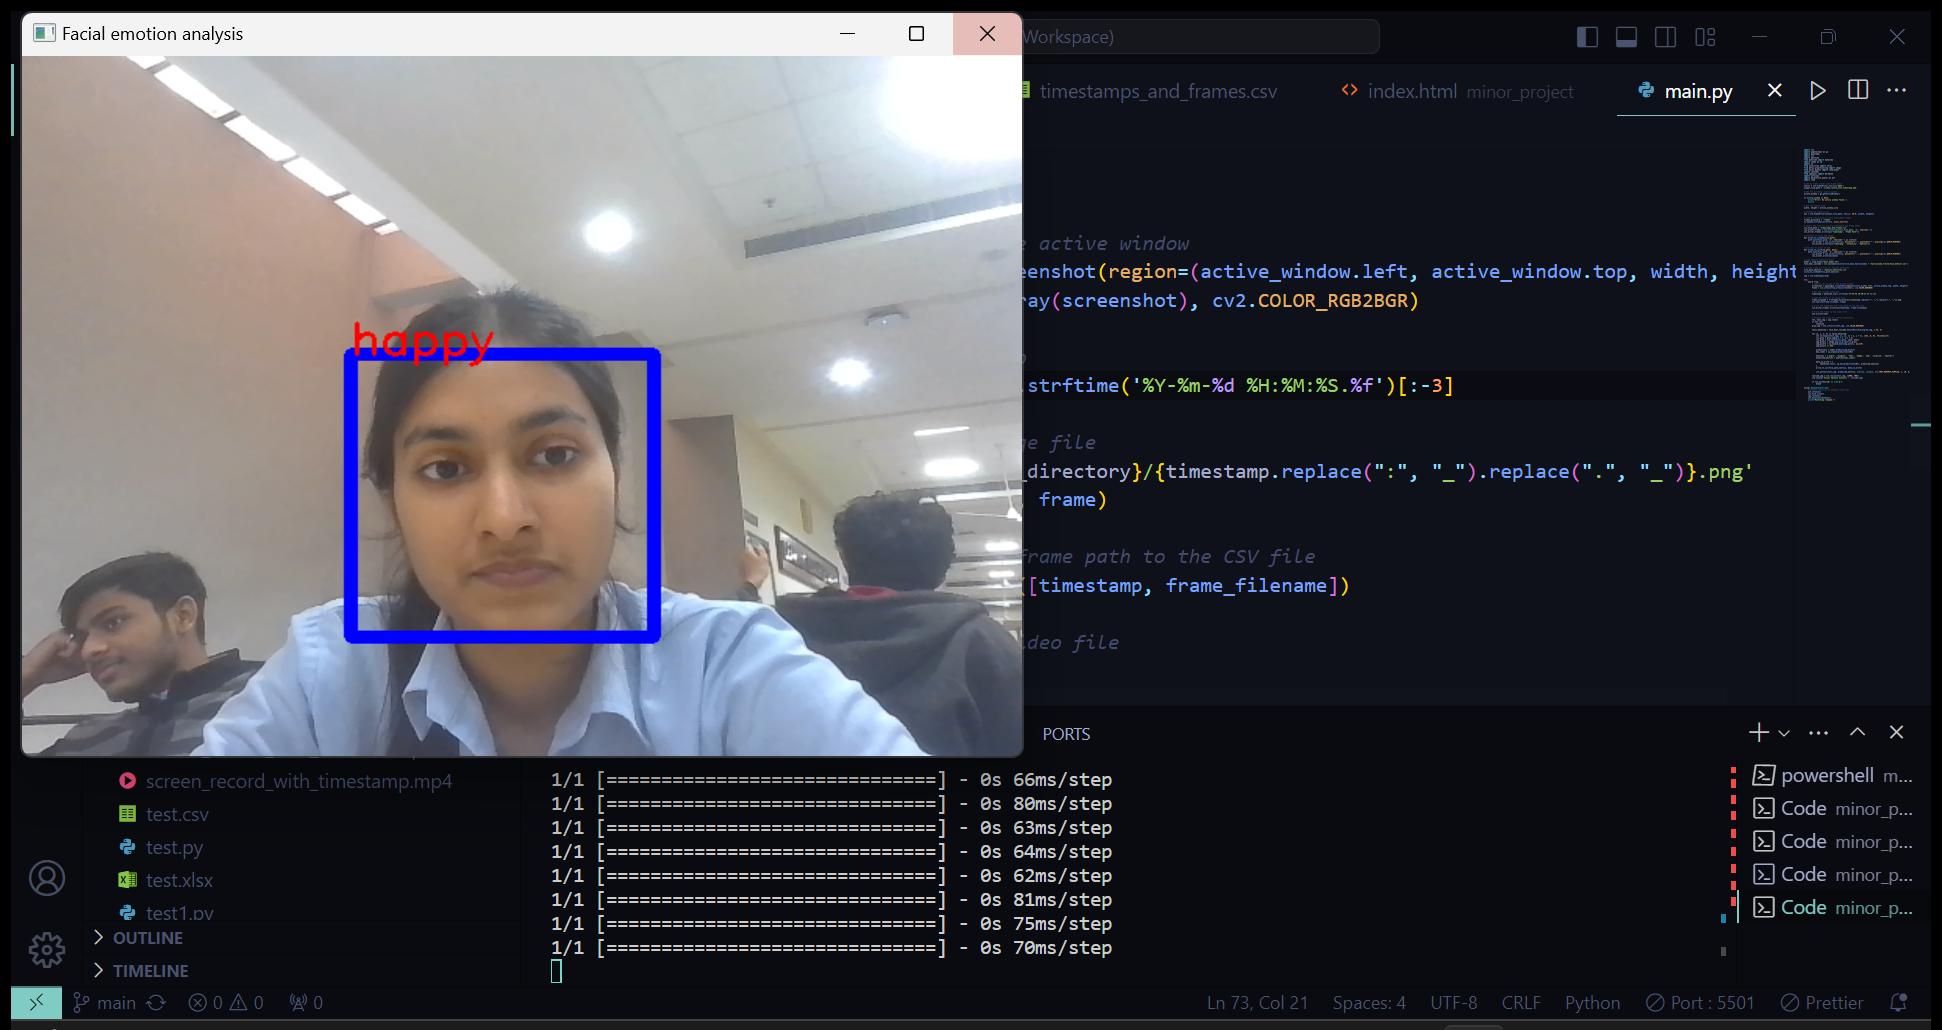 Facial emotion analysis
Workspace)
timestamps_and_frames.csv
index.html minor_project
main.py
happy
active window
eenshot(region=(active_window.left, active_window.top, width, height
ray(screenshot), cv2.COLOR_RGB2BGR)
.strftime('%Y-%m-%d %H:%M:%S.%f')[:-3]
ge file
_directory}/{timestamp.replace(":", "_").replace(".", "_")}.png'
frame)
frame path to the CSV file
([timestamp, frame_filename])
ideo file
PORTS
screen_record_with_timestamp.mp4
test.csv
test.py
test.xlsx
test1.py
OUTLINE
TIMELINE
1/1 [==============================] - 0s 66ms/step
1/1 [==============================] - 0s 80ms/step
1/1 [==============================] - 0s 63ms/step
1/1 [==============================] - 0s 64ms/step
1/1 [==============================] - 0s 62ms/step
1/1 [==============================] - 0s 81ms/step
1/1 [==============================] - 0s 75ms/step
1/1 [==============================] - 0s 70ms/step
powershell m...
Code minor_p...
Code minor_p...
Code minor_p...
Code minor_p...
main 0 0 0
Ln 73, Col 21 Spaces: 4 UTF-8 CRLF Python Port : 5501 Prettier